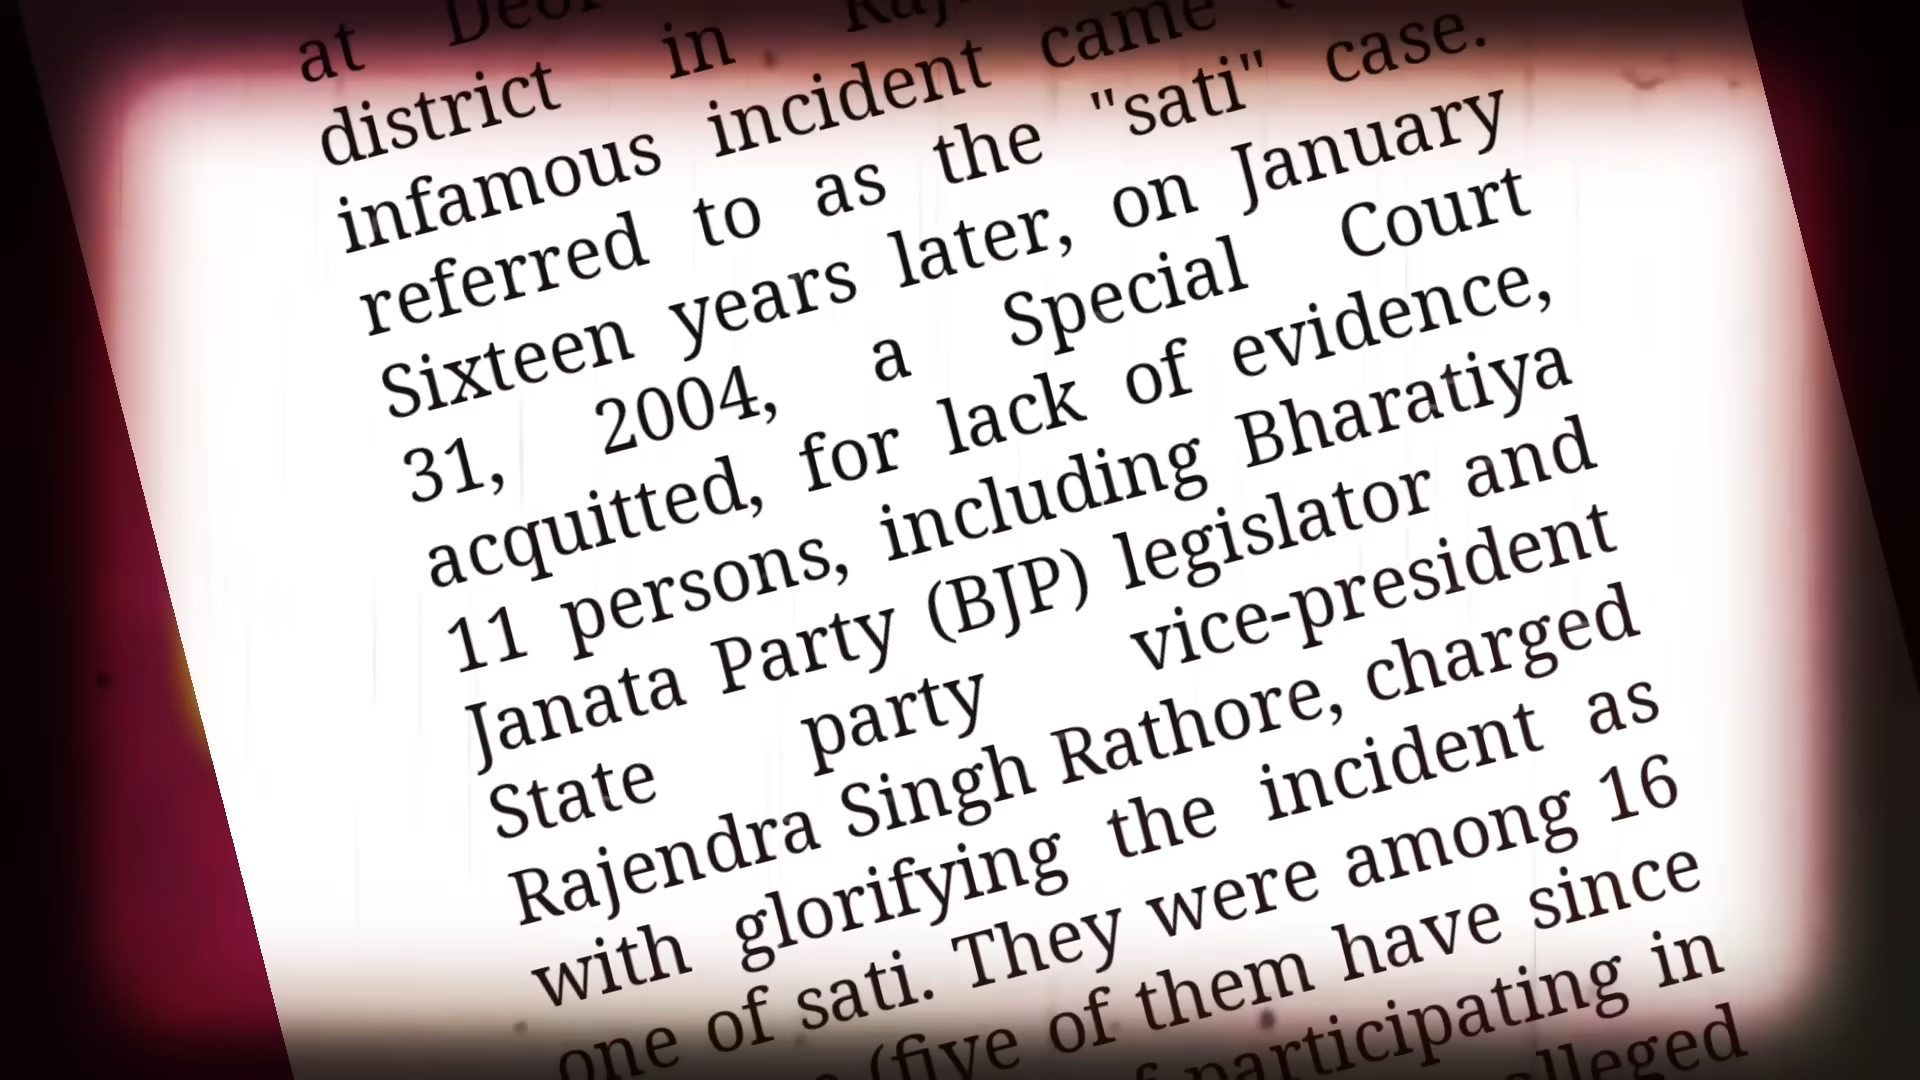 at
district in
infamous incident came
referred to as the "sati" case.
Sixteen years later, on January
31, 2004, a Special Court
acquitted, for lack of evidence,
11 persons, including Bharatiya
Janata Party (BJP) legislator and
State party vice-president
Rajendra Singh Rathore, charged
with glorifying the incident as
one of sati. They were among 16
(five of them have since
participating in
alleged